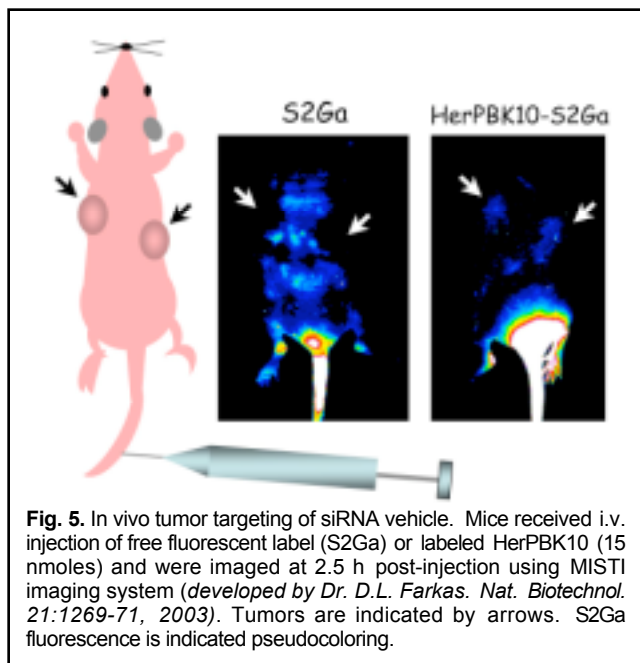 S2Ga
HerPBK10-S2Ga
Fig. 5. In vivo tumor targeting of siRNA vehicle. Mice received i.v.
injection of free fluorescent label (S2Ga) or labeled HerPBK10 (15
nmoles) and were imaged at 2.5 h post-injection using MISTI
imaging system (developed by Dr. D.L. Farkas. Nat. Biotechnol.
21:1269-71, 2003). Tumors are indicated by arrows. S2Ga
fluorescence is indicated pseudocoloring.